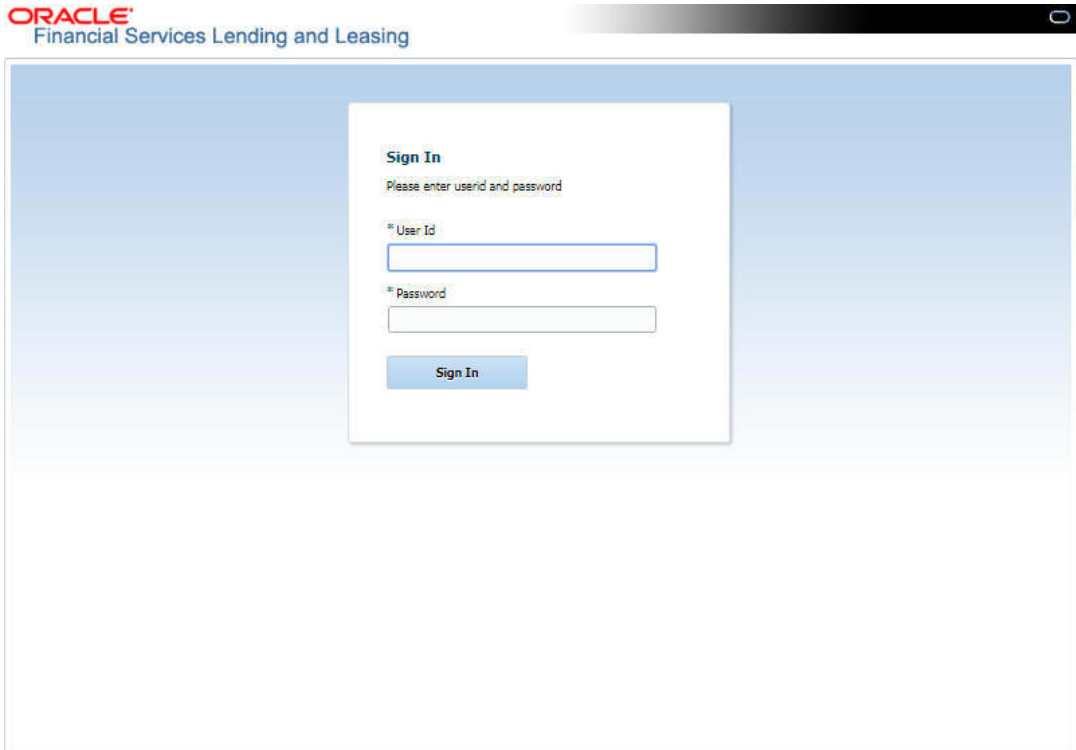 ORACLE'
Financial Services Lending and Leasing
Sign In
Please enter userid and password
* User Id
* Password
Sign In